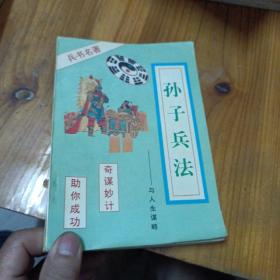 兵书名著
孙子兵法
——与人生谋略
奇谋妙计
助你成功